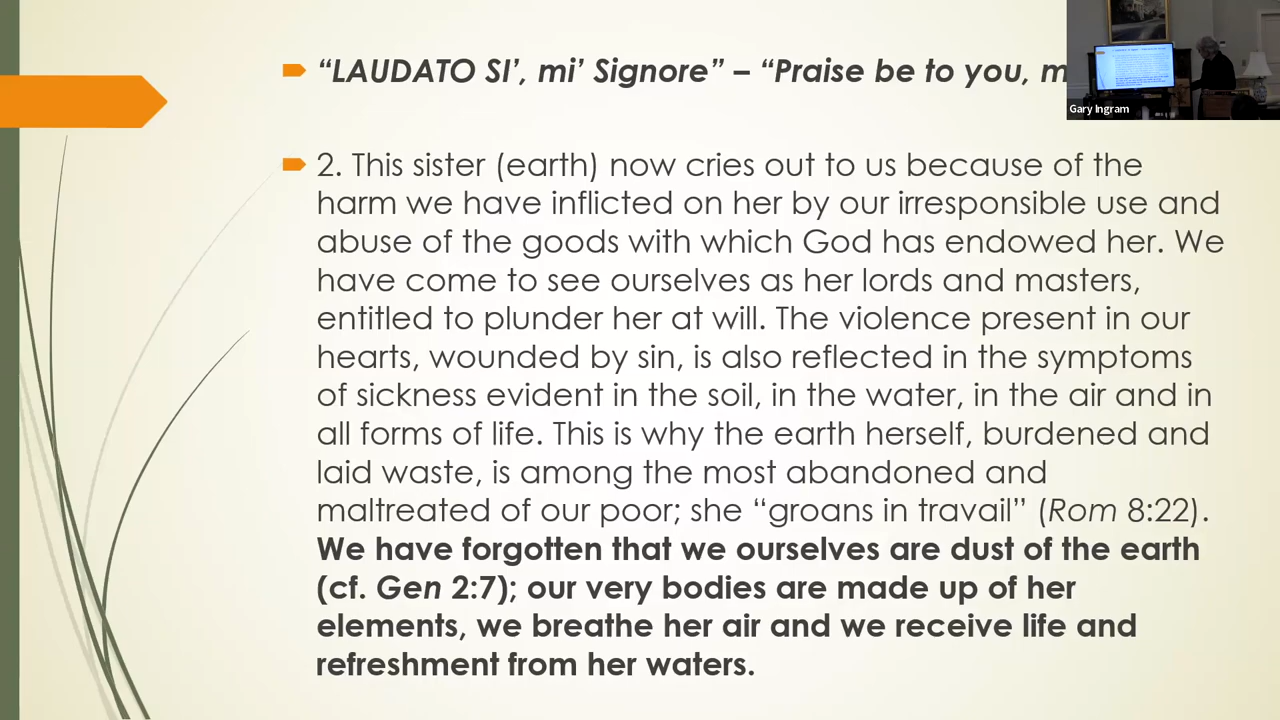 “LAUDATO SI’, mi’ Signore” – “Praise be to you, m
Gary Ingram
2. This sister (earth) now cries out to us because of the
harm we have inflicted on her by our irresponsible use and
abuse of the goods with which God has endowed her. We
have come to see ourselves as her lords and masters,
entitled to plunder her at will. The violence present in our
hearts, wounded by sin, is also reflected in the symptoms
of sickness evident in the soil, in the water, in the air and in
all forms of life. This is why the earth herself, burdened and
laid waste, is among the most abandoned and
maltreated of our poor; she “groans in travail” (Rom 8:22).
We have forgotten that we ourselves are dust of the earth
(cf. Gen 2:7); our very bodies are made up of her
elements, we breathe her air and we receive life and
refreshment from her waters.